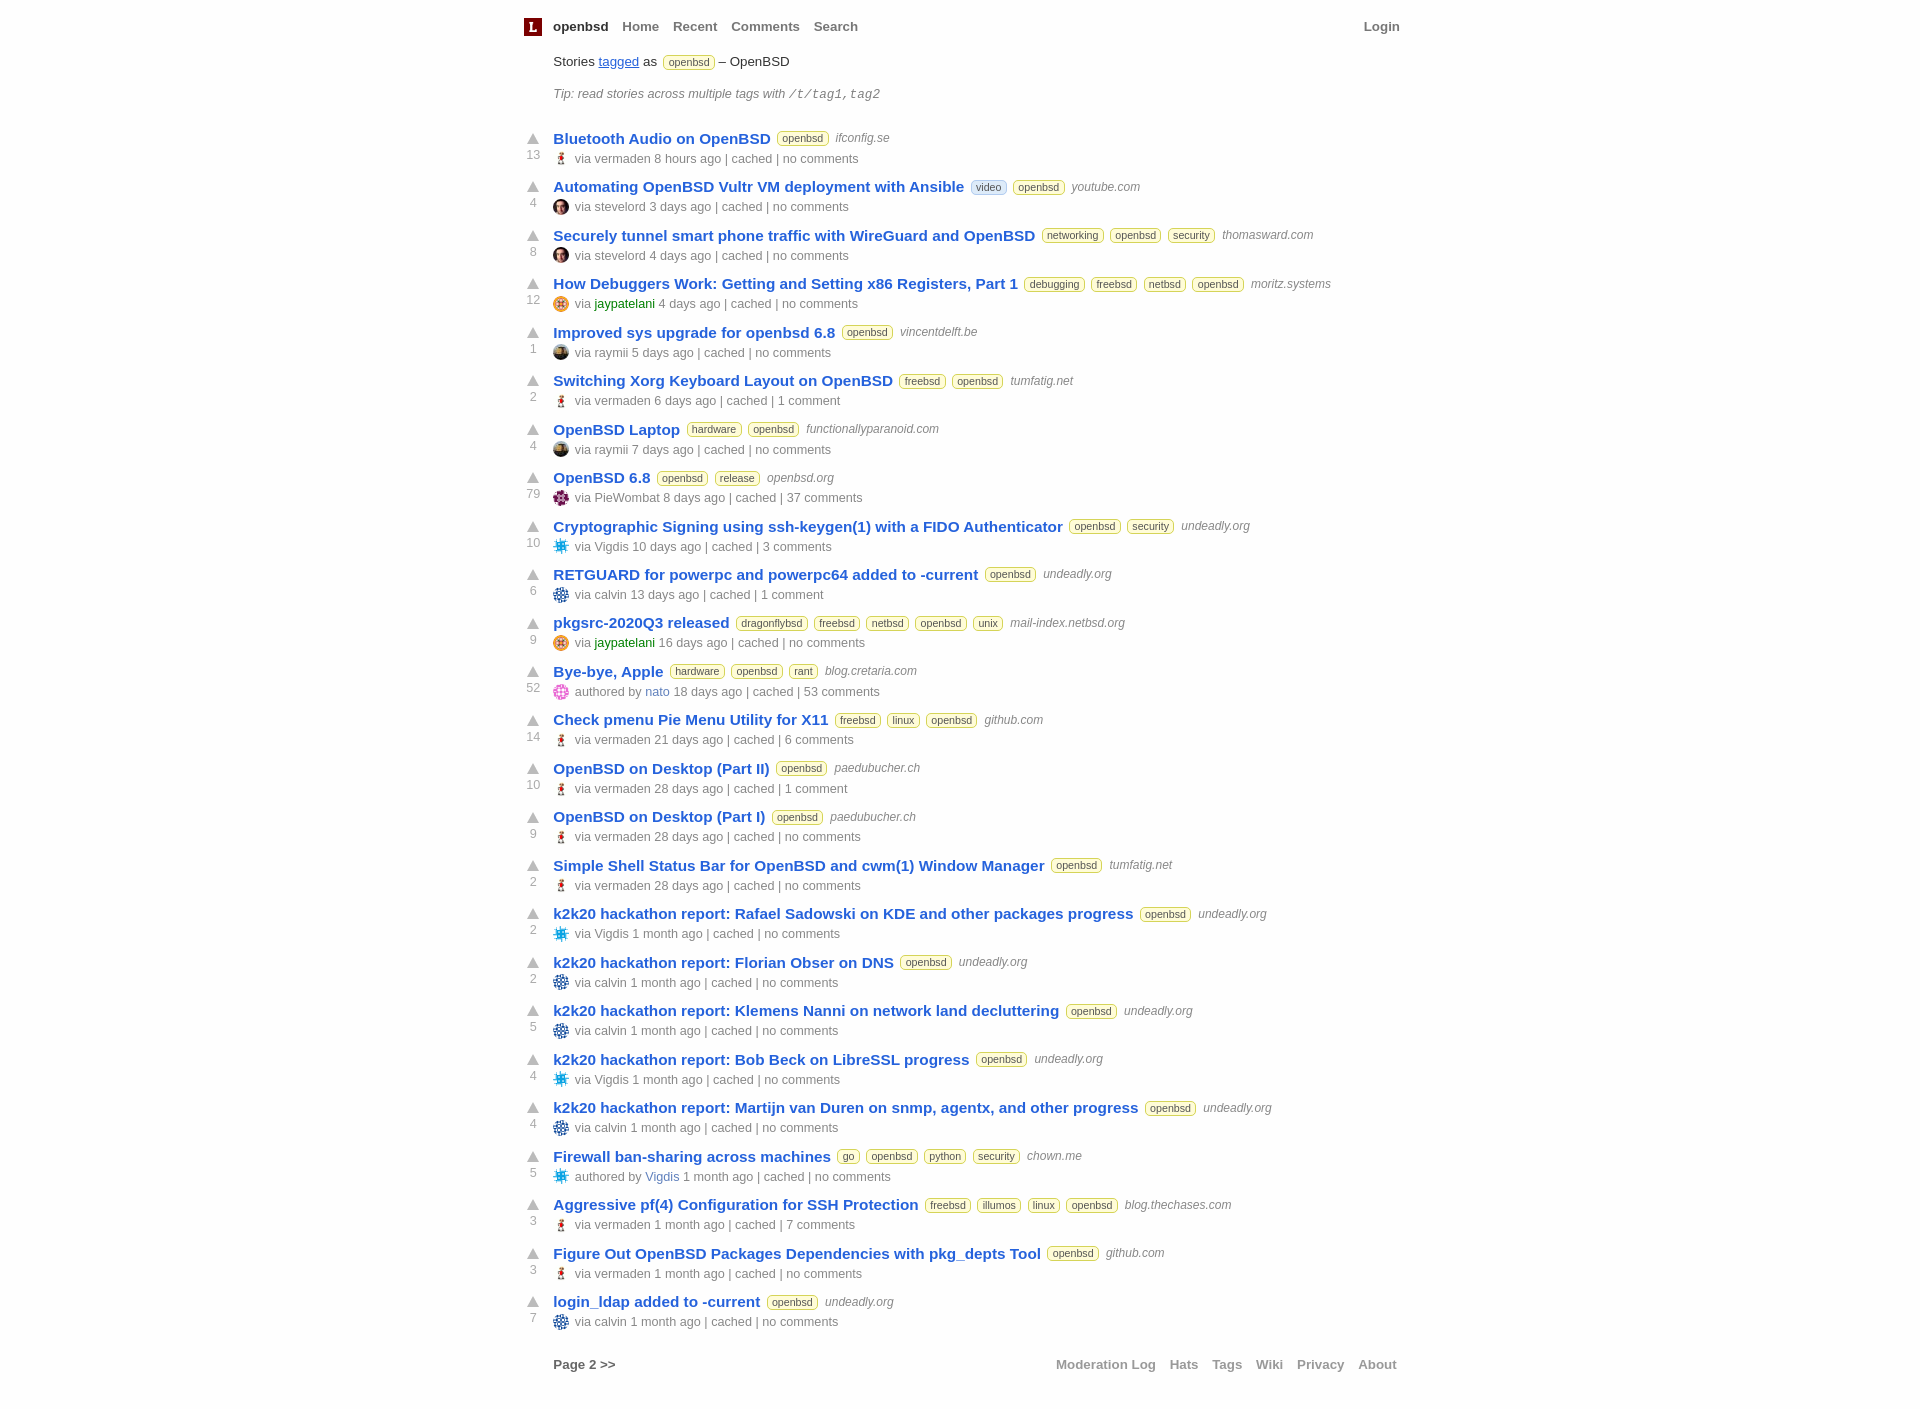 L openbsd Home Recent Comments Search Login
Stories tagged as openbsd – OpenBSD
Tip: read stories across multiple tags with /t/tag1,tag2
Bluetooth Audio on OpenBSD openbsd ifconfig.se
13 via vermaden 8 hours ago | cached | no comments
Automating OpenBSD Vultr VM deployment with Ansible video openbsd youtube.com
4 via stevelord 3 days ago | cached | no comments
Securely tunnel smart phone traffic with WireGuard and OpenBSD networking openbsd security thomasward.com
8 via stevelord 4 days ago | cached | no comments
How Debuggers Work: Getting and Setting x86 Registers, Part 1 debugging freebsd netbsd openbsd moritz.systems
12 via jaypatelani 4 days ago | cached | no comments
Improved sys upgrade for openbsd 6.8 openbsd vincentdelft.be
1 via raymii 5 days ago | cached | no comments
Switching Xorg Keyboard Layout on OpenBSD freebsd openbsd tumfatig.net
2 via vermaden 6 days ago | cached | 1 comment
OpenBSD Laptop hardware openbsd functionallyparanoid.com
4 via raymii 7 days ago | cached | no comments
OpenBSD 6.8 openbsd release openbsd.org
79 via PieWombat 8 days ago | cached | 37 comments
Cryptographic Signing using ssh-keygen(1) with a FIDO Authenticator openbsd security undeadly.org
10 via Vigdis 10 days ago | cached | 3 comments
RETGUARD for powerpc and powerpc64 added to -current openbsd undeadly.org
6 via calvin 13 days ago | cached | 1 comment
pkgsrc-2020Q3 released dragonflybsd freebsd netbsd openbsd unix mail-index.netbsd.org
9 via jaypatelani 16 days ago | cached | no comments
Bye-bye, Apple hardware openbsd rant blog.cretaria.com
52 authored by nato 18 days ago | cached | 53 comments
Check pmenu Pie Menu Utility for X11 freebsd linux openbsd github.com
14 via vermaden 21 days ago | cached | 6 comments
OpenBSD on Desktop (Part II) openbsd paedubucher.ch
10 via vermaden 28 days ago | cached | 1 comment
OpenBSD on Desktop (Part I) openbsd paedubucher.ch
9 via vermaden 28 days ago | cached | no comments
Simple Shell Status Bar for OpenBSD and cwm(1) Window Manager openbsd tumfatig.net
2 via vermaden 28 days ago | cached | no comments
k2k20 hackathon report: Rafael Sadowski on KDE and other packages progress openbsd undeadly.org
2 via Vigdis 1 month ago | cached | no comments
k2k20 hackathon report: Florian Obser on DNS openbsd undeadly.org
2 via calvin 1 month ago | cached | no comments
k2k20 hackathon report: Klemens Nanni on network land decluttering openbsd undeadly.org
5 via calvin 1 month ago | cached | no comments
k2k20 hackathon report: Bob Beck on LibreSSL progress openbsd undeadly.org
4 via Vigdis 1 month ago | cached | no comments
k2k20 hackathon report: Martijn van Duren on snmp, agentx, and other progress openbsd undeadly.org
4 via calvin 1 month ago | cached | no comments
Firewall ban-sharing across machines go openbsd python security chown.me
5 authored by Vigdis 1 month ago | cached | no comments
Aggressive pf(4) Configuration for SSH Protection freebsd illumos linux openbsd blog.thechases.com
3 via vermaden 1 month ago | cached | 7 comments
Figure Out OpenBSD Packages Dependencies with pkg_depts Tool openbsd github.com
3 via vermaden 1 month ago | cached | no comments
login_ldap added to -current openbsd undeadly.org
7 via calvin 1 month ago | cached | no comments
Page 2 >> Moderation Log Hats Tags Wiki Privacy About